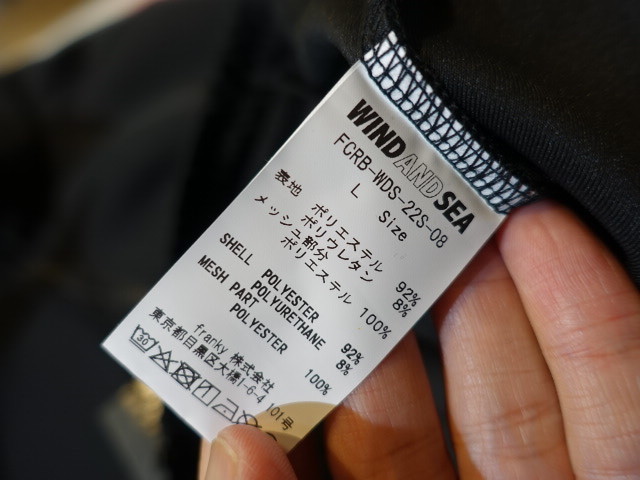 WIND AND SEA
FCRB-WDS-22S-08
L Size
表地 ポリエステル 92%
ポリウレタン 8%
メッシュ部分
ポリエステル 100%
SHELL POLYESTER 92%
POLYURETHANE 8%
MESH PART
POLYESTER 100%
franky 株式会社
東京都目黒区大橋1-6-4 101号
30